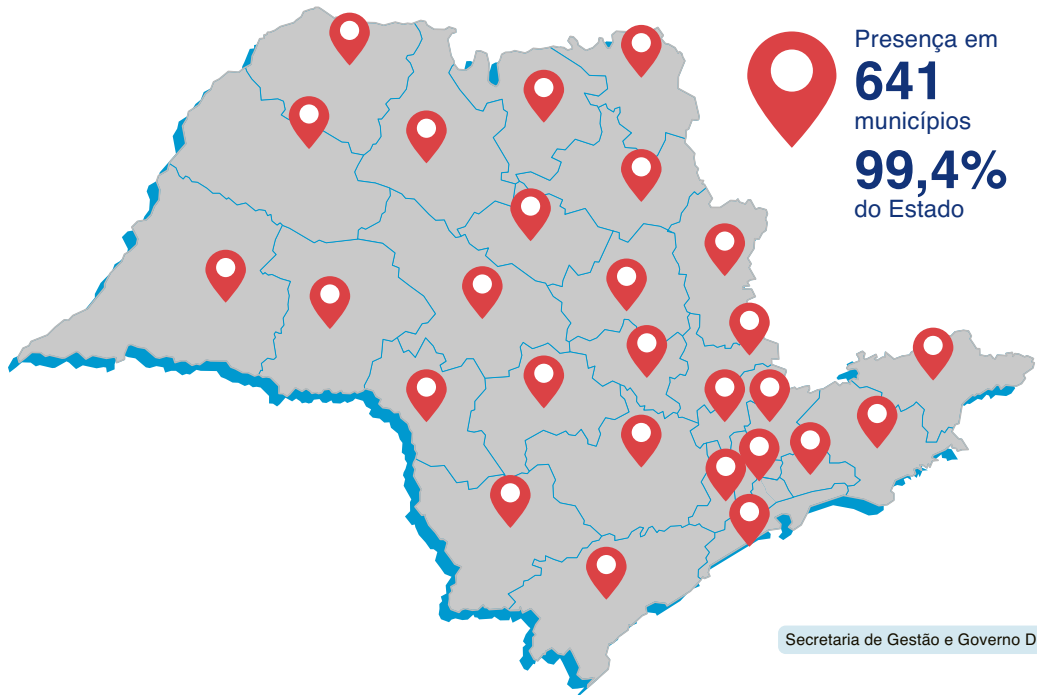 Presença em
641
municípios
99,4%
do Estado
Secretaria de Gestão e Governo D